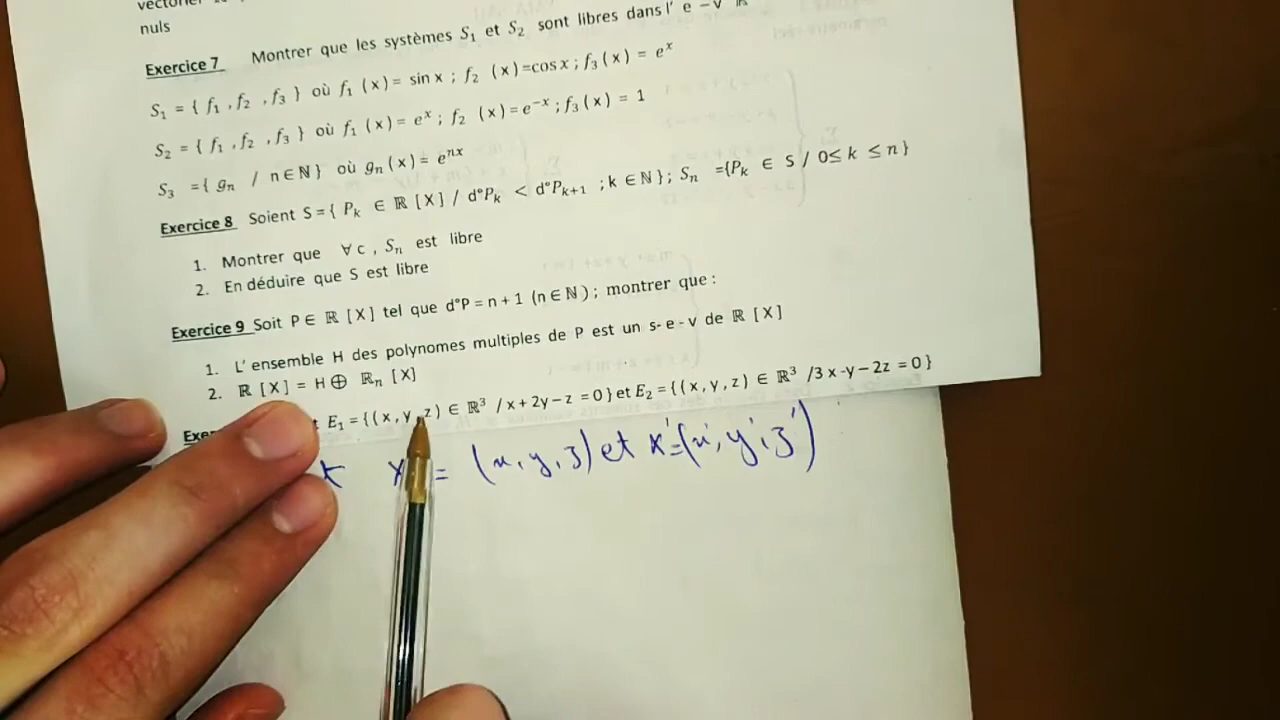 vectoriel
nuls
Exercice 7 Montrer que les systèmes S₁ et S₂ sont libres dans l' e - v ℝ
S₁ = { f₁ , f₂ , f₃ } où f₁ (x) = sin x ; f₂ (x)=cos x ; f₃(x) = eˣ
S₂ = { f₁ , f₂ , f₃ } où f₁ (x) = eˣ ; f₂ (x) = e⁻ˣ ; f₃(x) = 1
S₃ = { gₙ / n ∈ ℕ } où gₙ (x) = eⁿˣ
Exercice 8 Soient S = { Pₖ ∈ ℝ [X] / d°Pₖ < d°Pₖ₊₁ ; k ∈ ℕ } ; Sₙ = {Pₖ ∈ S / 0≤ k ≤ n }
1. Montrer que ∀ c , Sₙ est libre
2. En déduire que S est libre
Exercice 9 Soit P ∈ ℝ [X] tel que d°P = n + 1 (n ∈ ℕ) ; montrer que :
1. L' ensemble H des polynomes multiples de P est un s- e - v de ℝ [X]
2. ℝ [X] = H ⊕ ℝₙ [X]
Exer t E₁ = {(x , y , z) ∈ ℝ³ / x + 2y − z = 0 } et E₂ = {(x , y , z) ∈ ℝ³ /3 x -y − 2z = 0 }
t X = (x, y, z) et X'=(x', y', z')